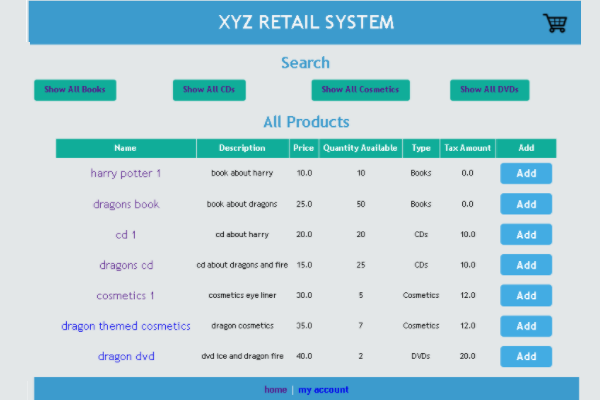 XYZ RETAIL SYSTEM
Search
Show All Books Show All CDs Show All Cosmetics Show All DVDs
All Products
Name Description Price Quantity Available Type Tax Amount Add
harry potter 1 book about harry 10.0 10 Books 0.0 Add
dragons book book about dragons 25.0 50 Books 0.0 Add
cd 1 cd about harry 20.0 20 CDs 10.0 Add
dragons cd cd about dragons and fire 15.0 25 CDs 10.0 Add
cosmetics 1 cosmetics eye liner 30.0 5 Cosmetics 12.0 Add
dragon themed cosmetics dragon cosmetics 35.0 7 Cosmetics 12.0 Add
dragon dvd dvd ice and dragon fire 40.0 2 DVDs 20.0 Add
home | my account